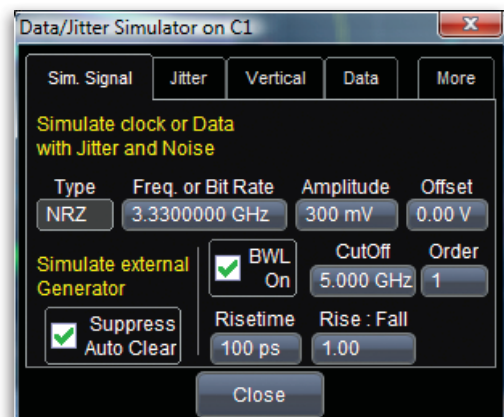 Data/Jitter Simulator on C1
Sim. Signal Jitter Vertical Data More
Simulate clock or Data
with Jitter and Noise
Type Freq. or Bit Rate Amplitude Offset
NRZ 3.3300000 GHz 300 mV 0.00 V
Simulate external
Generator
BWL
On
CutOff Order
5.000 GHz 1
Suppress
Auto Clear
Risetime Rise : Fall
100 ps 1.00
Close